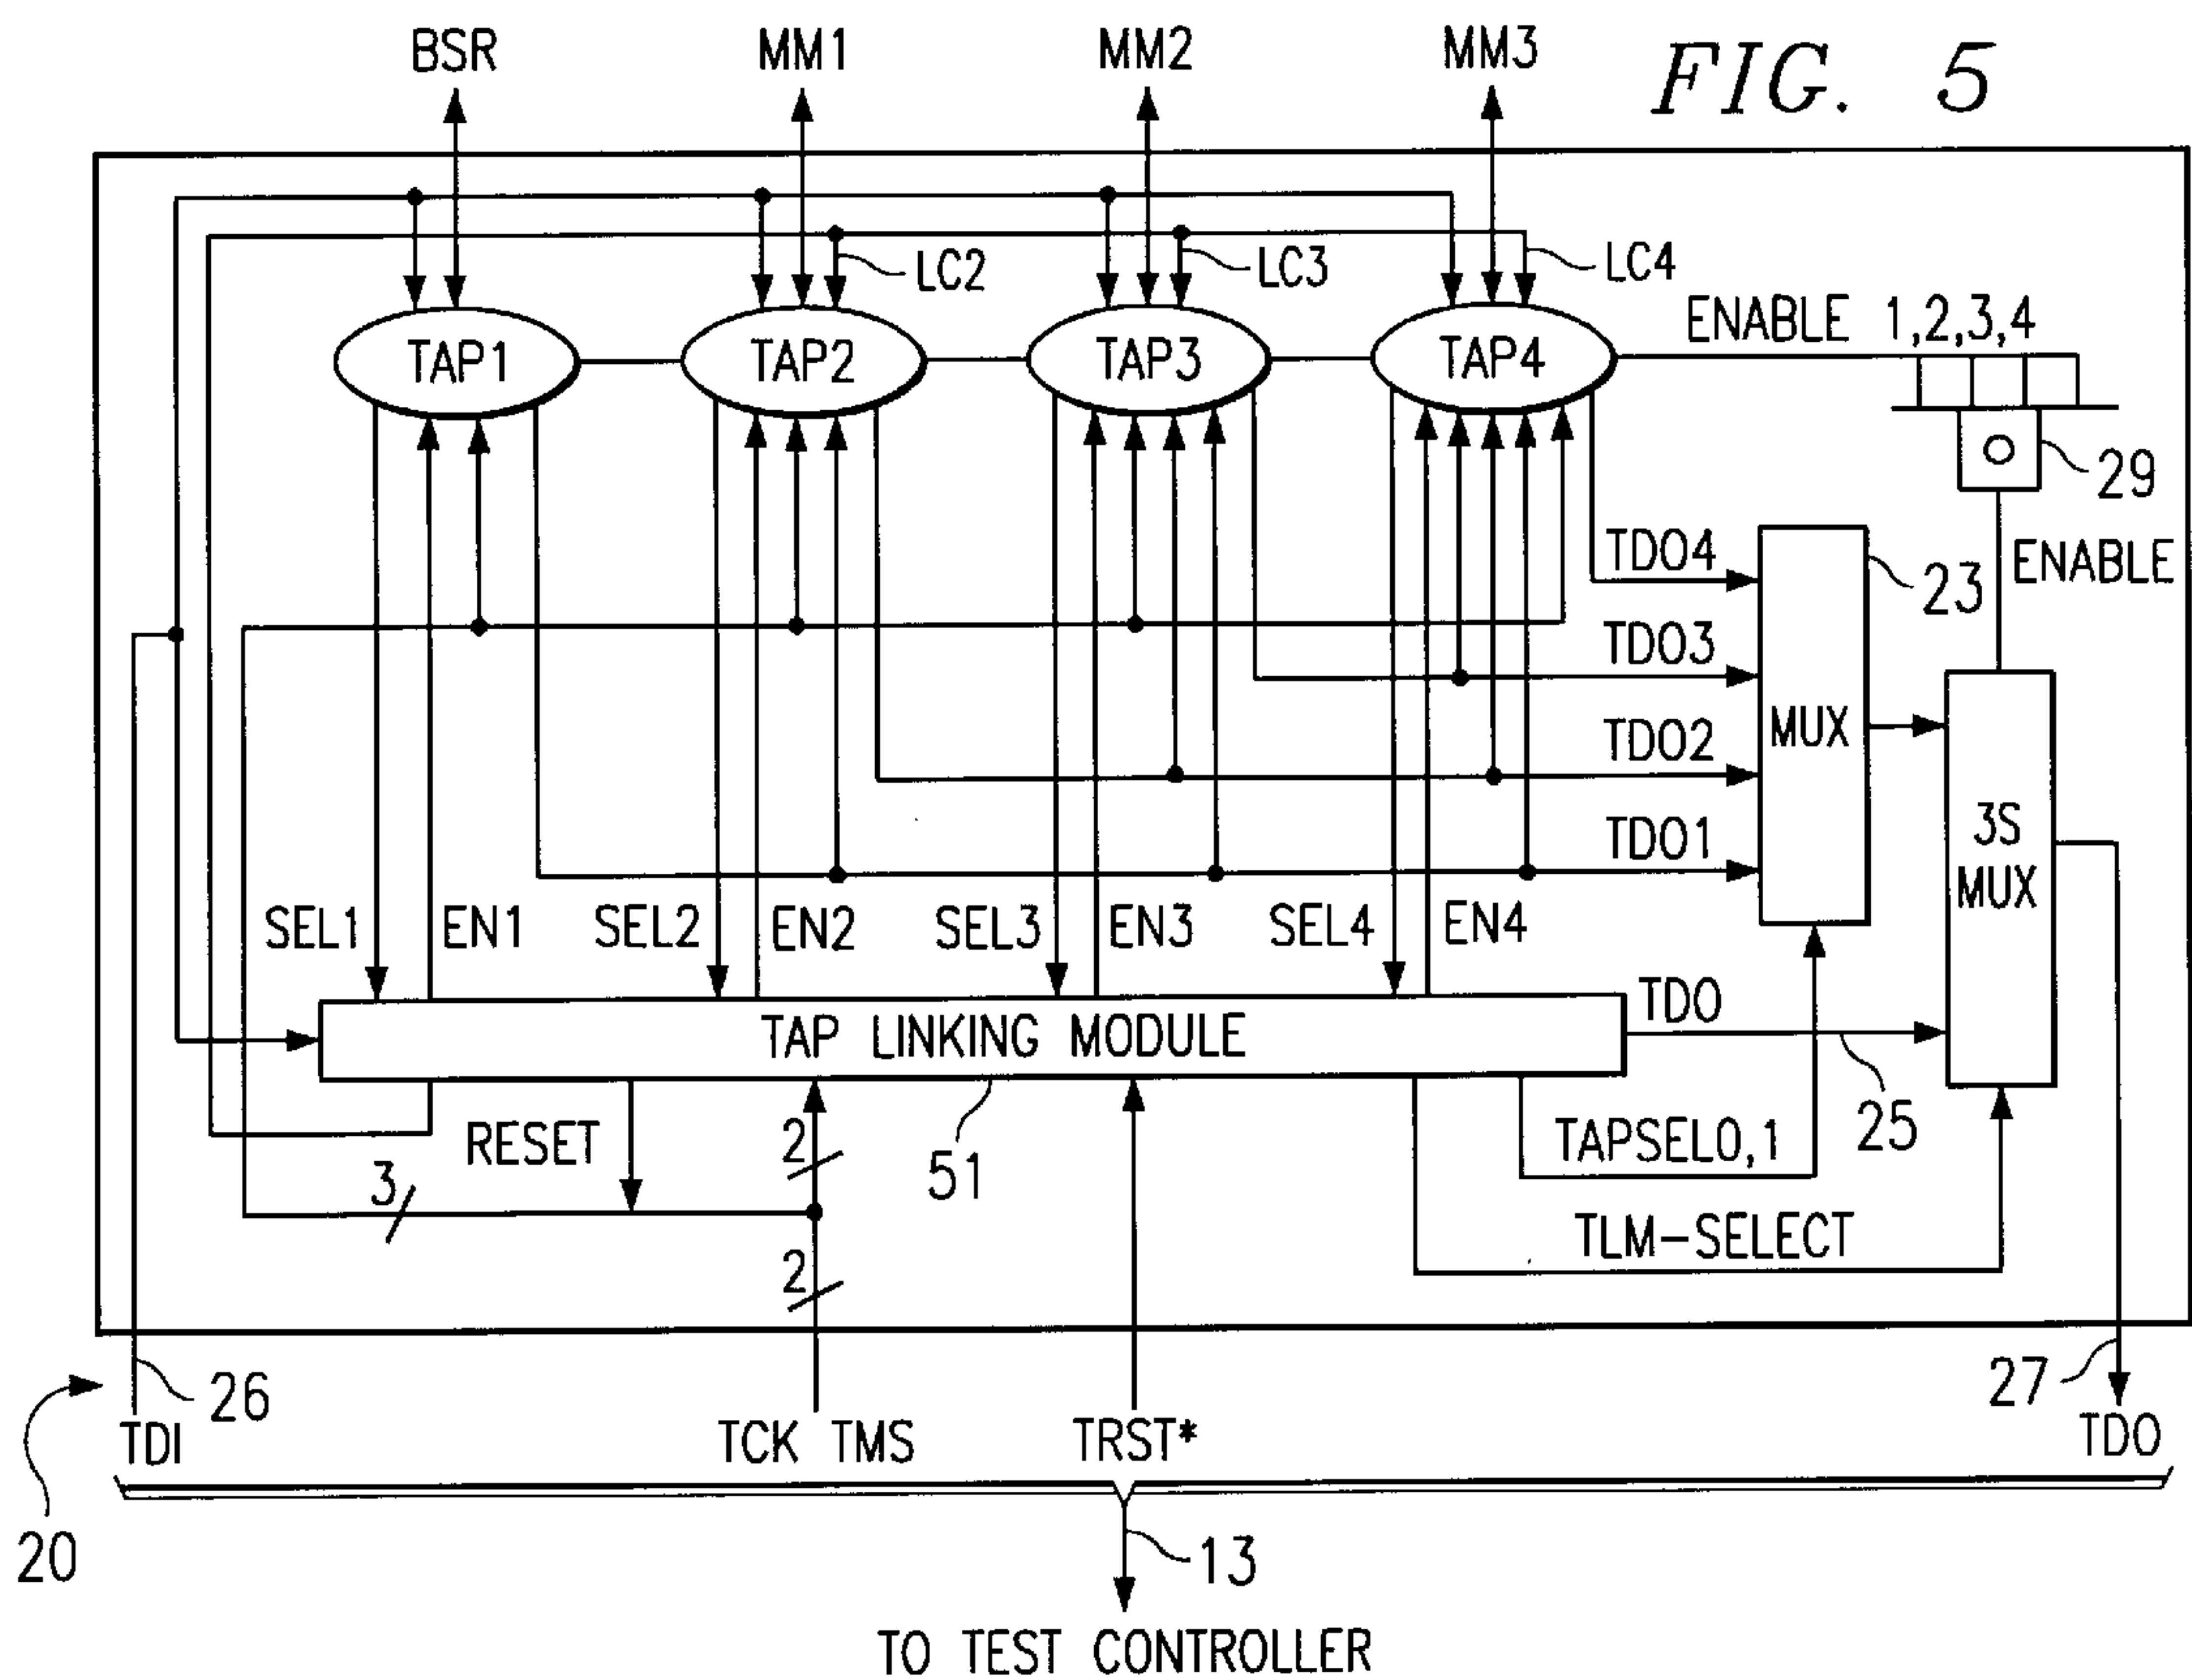 BSR MM1 MM2 MM3 FIG. 5
LC2 LC3 LC4
ENABLE 1,2,3,4
TAP1 TAP2 TAP3 TAP4
29
TDO4 23 ENABLE
TDO3
MUX
TDO2
3S
MUX
TDO1
SEL1 EN1 SEL2 EN2 SEL3 EN3 SEL4 EN4
TDO
TAP LINKING MODULE
RESET 2 51 TAPSEL0,1 25
3
TLM-SELECT
2
26 27
20 TDI TCK TMS TRST* TDO
13
TO TEST CONTROLLER